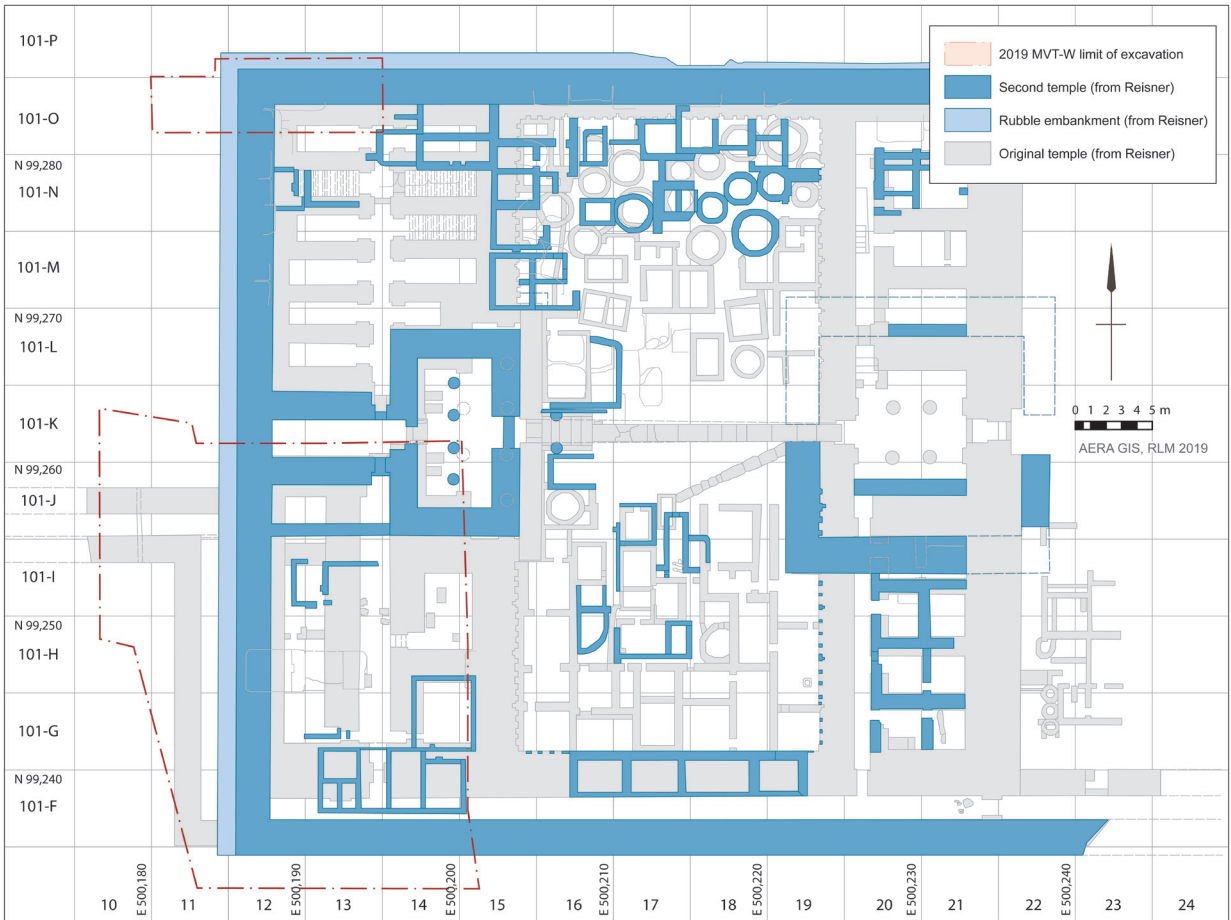 101-P
101-O
N 99,280
101-N
101-M
N 99,270
101-L
101-K
N 99,260
101-J
101-I
N 99,250
101-H
101-G
N 99,240
101-F
2019 MVT-W limit of excavation
Second temple (from Reisner)
Rubble embankment (from Reisner)
Original temple (from Reisner)
0 1 2 3 4 5 m
AERA GIS, RLM 2019
10
E 500,180
11
12
E 500,190
13
14
E 500,200
15
16
E 500,210
17
18
E 500,220
19
20
E 500,230
21
22
E 500,240
23
24